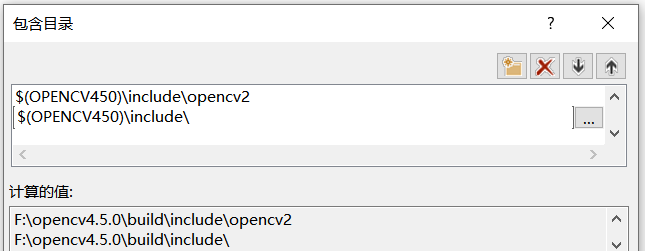 包含目录
?
$(OPENCV450)\include\opencv2
$(OPENCV450)\include\
...
计算的值:
F:\opencv4.5.0\build\include\opencv2
F:\opencv4.5.0\build\include\